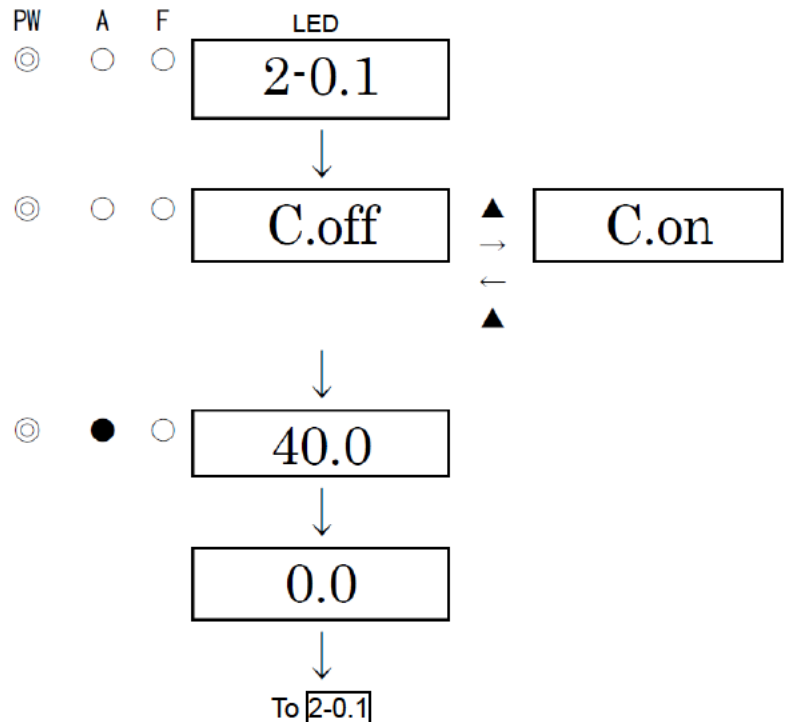 PW A F LED
◎ ○ ○ 2-0.1
↓
◎ ○ ○ C.off ▲ C.on
→
←
▲
↓
◎ ● ○ 40.0
↓
0.0
↓
To 2-0.1